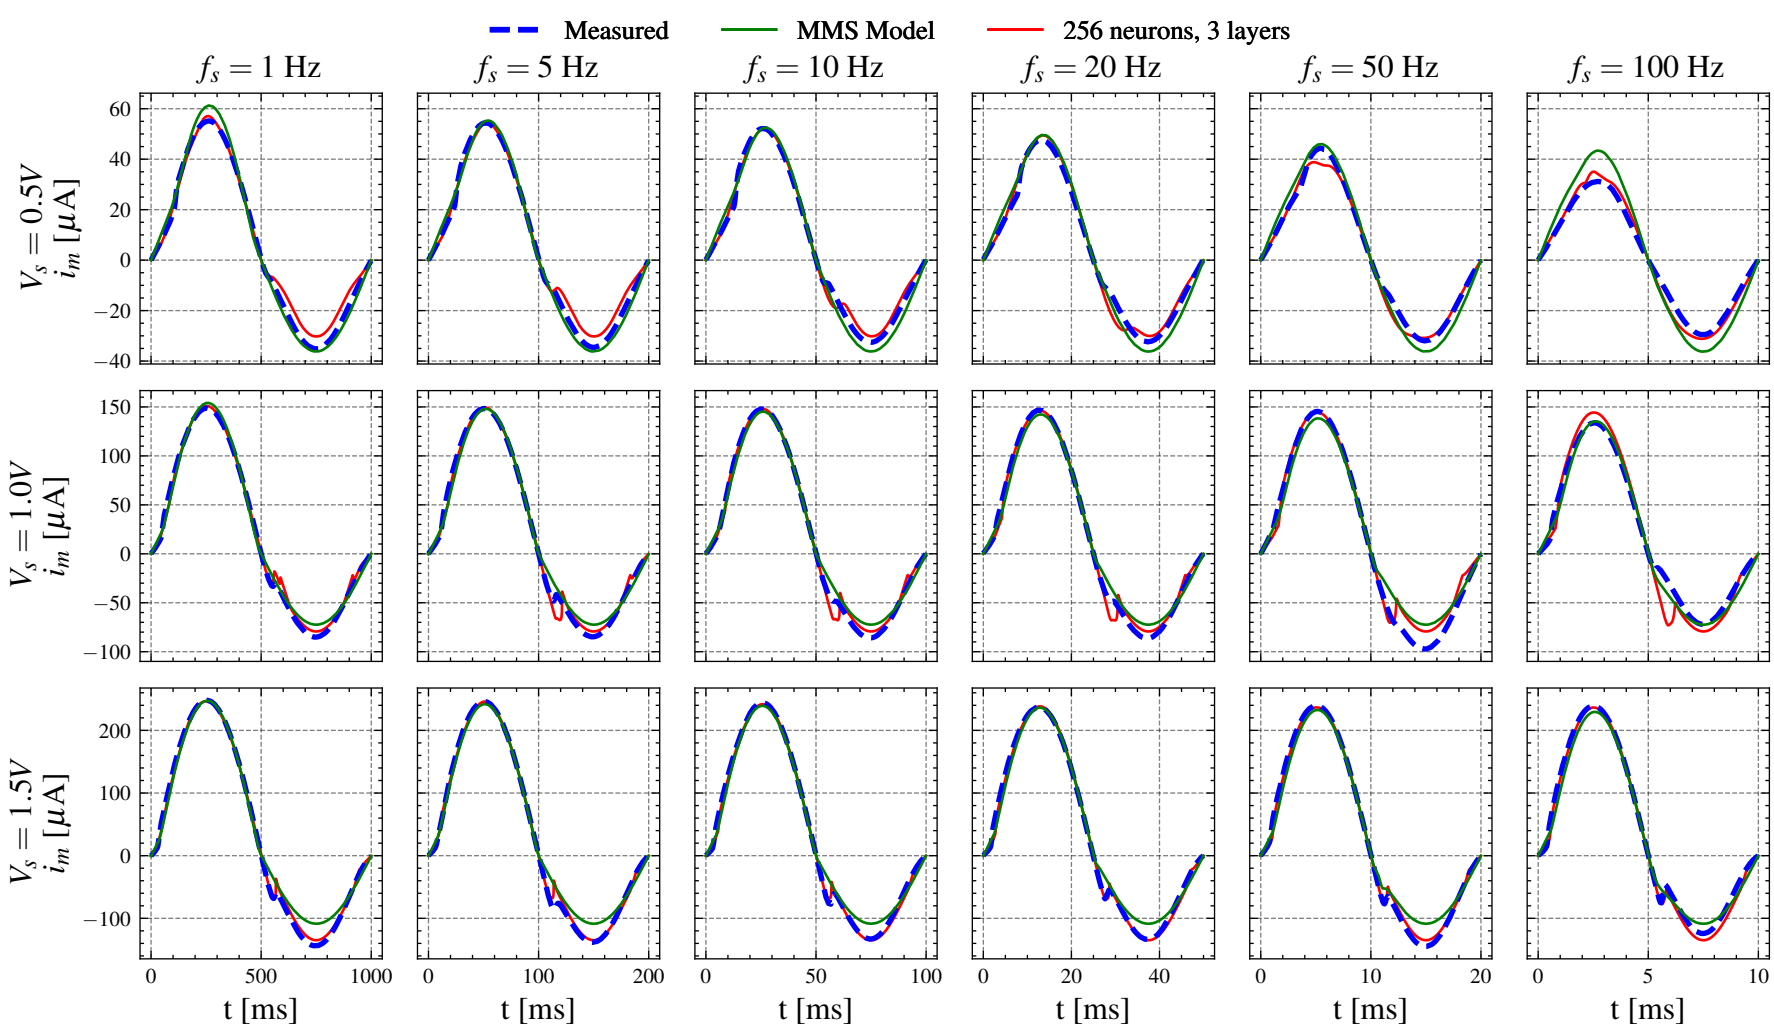 Measured MMS Model 256 neurons, 3 layers
f_s = 1 Hz f_s = 5 Hz f_s = 10 Hz f_s = 20 Hz f_s = 50 Hz f_s = 100 Hz
V_s = 0.5V
i_m [μA]
60
40
20
0
−20
−40
V_s = 1.0V
i_m [μA]
150
100
50
0
−50
−100
V_s = 1.5V
i_m [μA]
200
100
0
−100
0 500 1000 0 100 200 0 50 100 0 20 40 0 10 20 0 5 10
t [ms] t [ms] t [ms] t [ms] t [ms] t [ms]